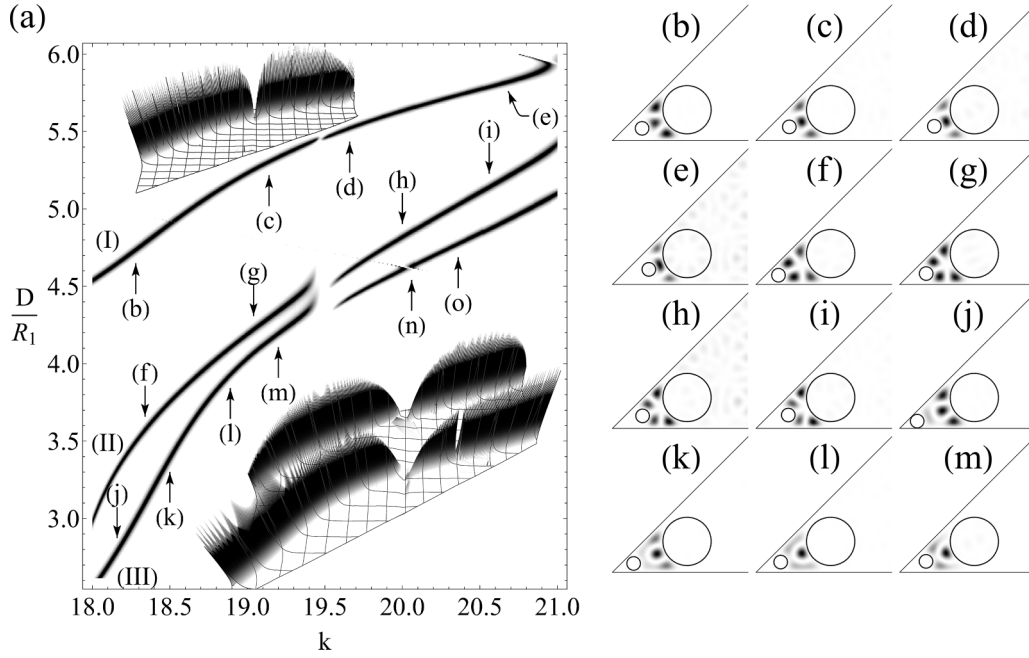 (a)
6.0
5.5
5.0
4.5
4.0
3.5
3.0
D
R1
18.0 18.5 19.0 19.5 20.0 20.5 21.0
k
(I)
(II)
(III)
(b)
(c)
(d)
(e)
(f)
(g)
(h)
(i)
(j)
(k)
(l)
(m)
(n)
(o)
(b) (c) (d)
(e) (f) (g)
(h) (i) (j)
(k) (l) (m)